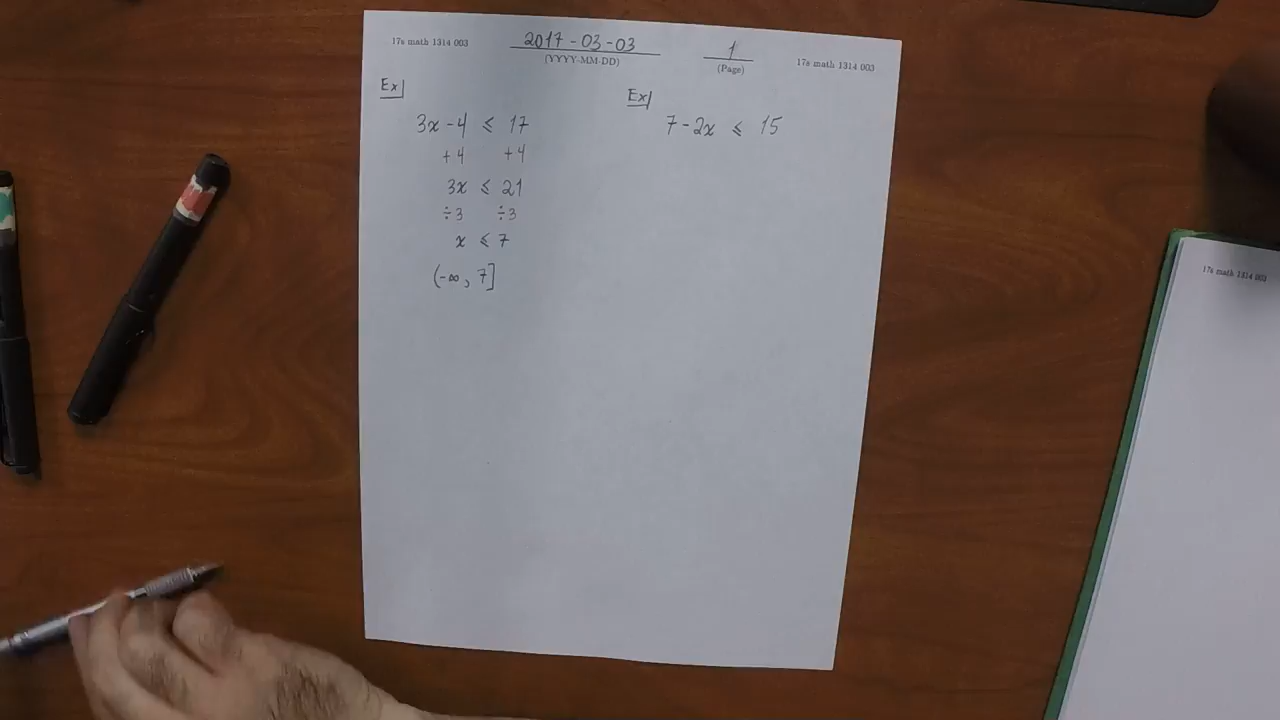 17s math 1314 003 2017-03-03 1 17s math 1314 003
(YYYY-MM-DD) (Page)
Ex
3x - 4 ≤ 17
+4 +4
3x ≤ 21
÷3 ÷3
x ≤ 7
(-∞, 7]
Ex
7 - 2x ≤ 15
17s math 1314 003